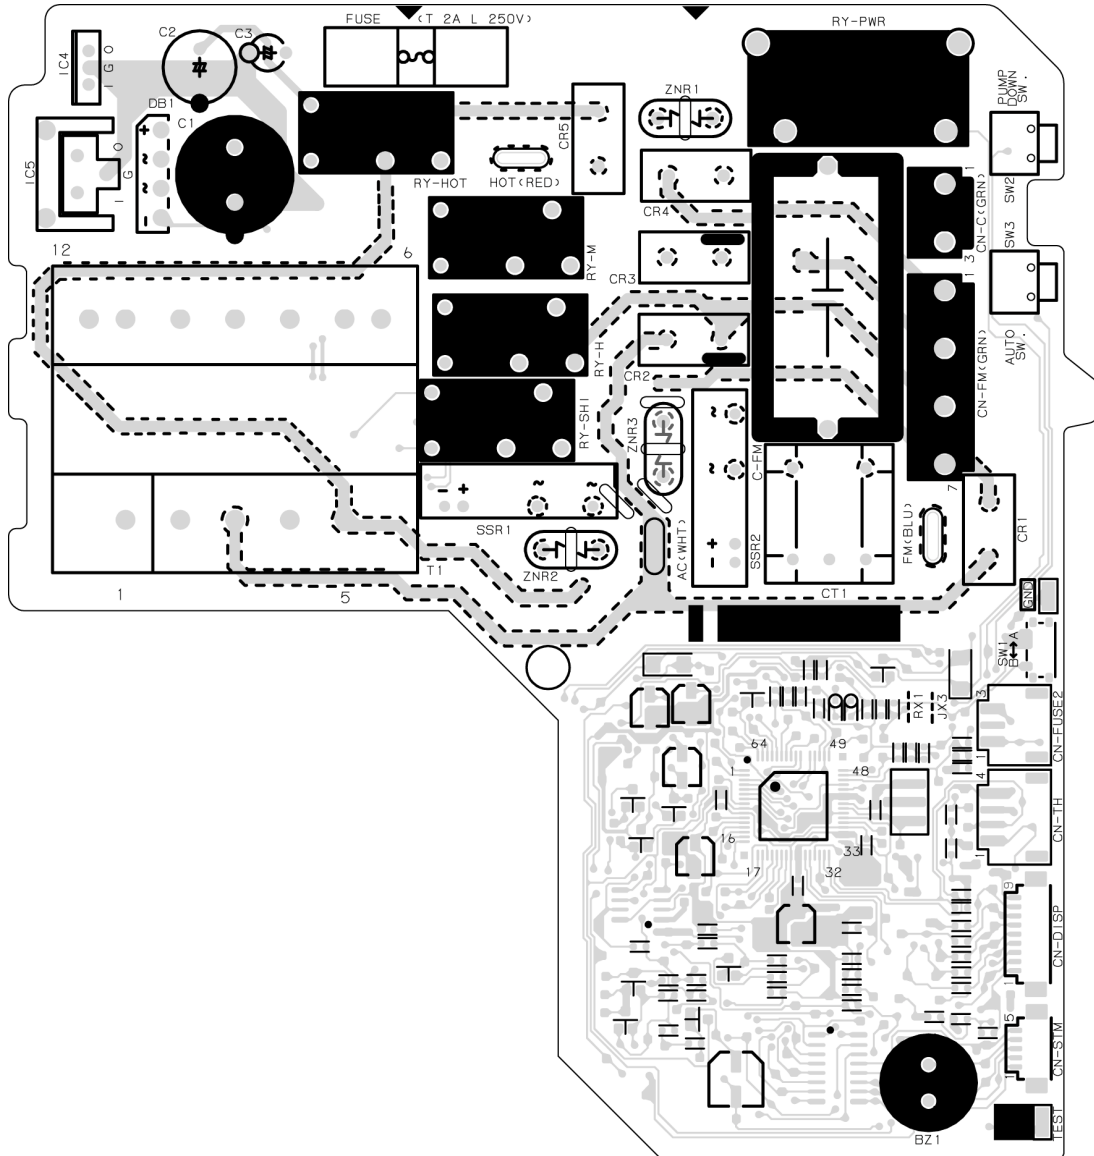 FUSE (T 2A L 250V)
RY-PWR
C2
C3
IC4
I G O
DB1
C1
+
~
~
-
IC5
I G O
RY-HOT
HOT(RED)
CR5
ZNR1
PUMP
DOWN
SW.
SW2
CR4
CN-C(GRN)
1
3
SW3
CR3
RY-M
12
6
1
CN-FM(GRN)
7
AUTO
SW.
RY-H
CR2
RY-SHI
ZNR3
C-FM
~
~
+
-
SSR2
- + ~ ~
SSR1
ZNR2
T1
1
5
AC(WHT)
FM(BLU)
CR1
CT1
GND
SW1
B↔A
RX1
JX3
3
1
CN-FUSE2
64
49
1
48
4
1
CN-TH
16
33
17
32
9
1
CN-DISP
5
1
CN-STM
BZ1
TEST